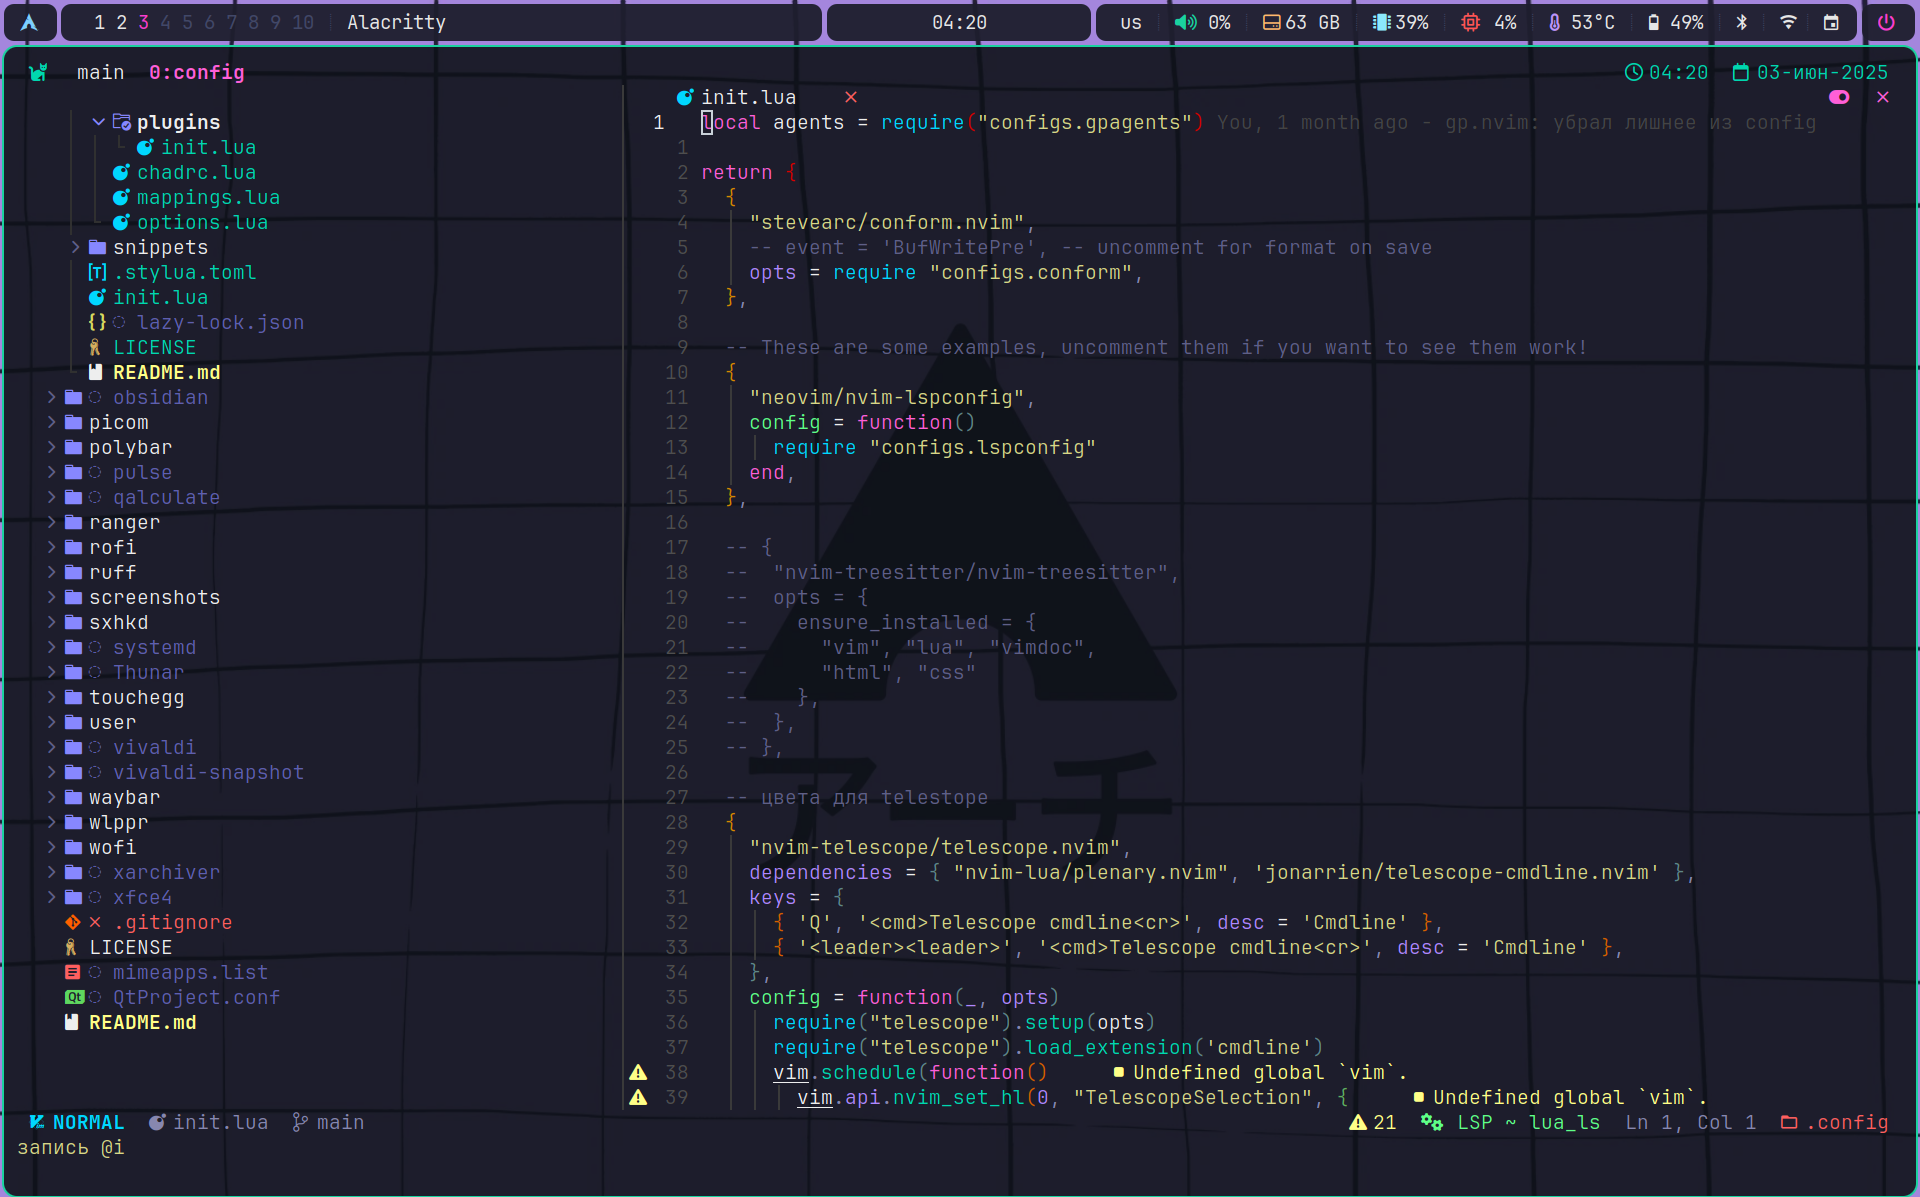 1 2 3 4 5 6 7 8 9 10 Alacritty 04:20 us 0% 63 GB 39% 4% 53°C 49%
main 0:config 04:20 03-июн-2025
init.lua
plugins
init.lua
chadrc.lua
mappings.lua
options.lua
snippets
.stylua.toml
init.lua
lazy-lock.json
LICENSE
README.md
obsidian
picom
polybar
pulse
qalculate
ranger
rofi
ruff
screenshots
sxhkd
systemd
Thunar
touchegg
user
vivaldi
vivaldi-snapshot
waybar
wlppr
wofi
xarchiver
xfce4
.gitignore
LICENSE
mimeapps.list
Qt QtProject.conf
README.md
1 local agents = require("configs.gpagents") You, 1 month ago - gp.nvim: убрал лишнее из config
1
2 return {
3 {
4 "stevearc/conform.nvim",
5 -- event = 'BufWritePre', -- uncomment for format on save
6 opts = require "configs.conform",
7 },
8
9 -- These are some examples, uncomment them if you want to see them work!
10 {
11 "neovim/nvim-lspconfig",
12 config = function()
13 require "configs.lspconfig"
14 end,
15 },
16
17 -- {
18 -- "nvim-treesitter/nvim-treesitter",
19 -- opts = {
20 -- ensure_installed = {
21 -- "vim", "lua", "vimdoc",
22 -- "html", "css"
23 -- },
24 -- },
25 -- },
26
27 -- цвета для telestope
28 {
29 "nvim-telescope/telescope.nvim",
30 dependencies = { "nvim-lua/plenary.nvim", 'jonarrien/telescope-cmdline.nvim' },
31 keys = {
32 { 'Q', '<cmd>Telescope cmdline<cr>', desc = 'Cmdline' },
33 { '<leader><leader>', '<cmd>Telescope cmdline<cr>', desc = 'Cmdline' },
34 },
35 config = function(_, opts)
36 require("telescope").setup(opts)
37 require("telescope").load_extension('cmdline')
38 vim.schedule(function() Undefined global `vim`.
39 vim.api.nvim_set_hl(0, "TelescopeSelection", { Undefined global `vim`.
アーチ
NORMAL init.lua main 21 LSP ~ lua_ls Ln 1, Col 1 .config
запись @i